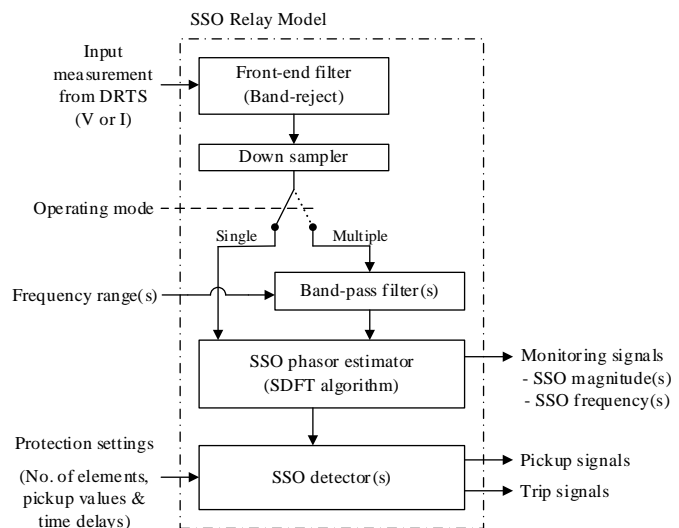 SSO Relay Model
Input
measurement
from DRTS
(V or I)
Front-end filter
(Band-reject)
Down sampler
Operating mode
Single
Multiple
Frequency range(s)
Band-pass filter(s)
SSO phasor estimator
(SDFT algorithm)
Monitoring signals
- SSO magnitude(s)
- SSO frequency(s)
Protection settings
(No. of elements,
pickup values &
time delays)
SSO detector(s)
Pickup signals
Trip signals